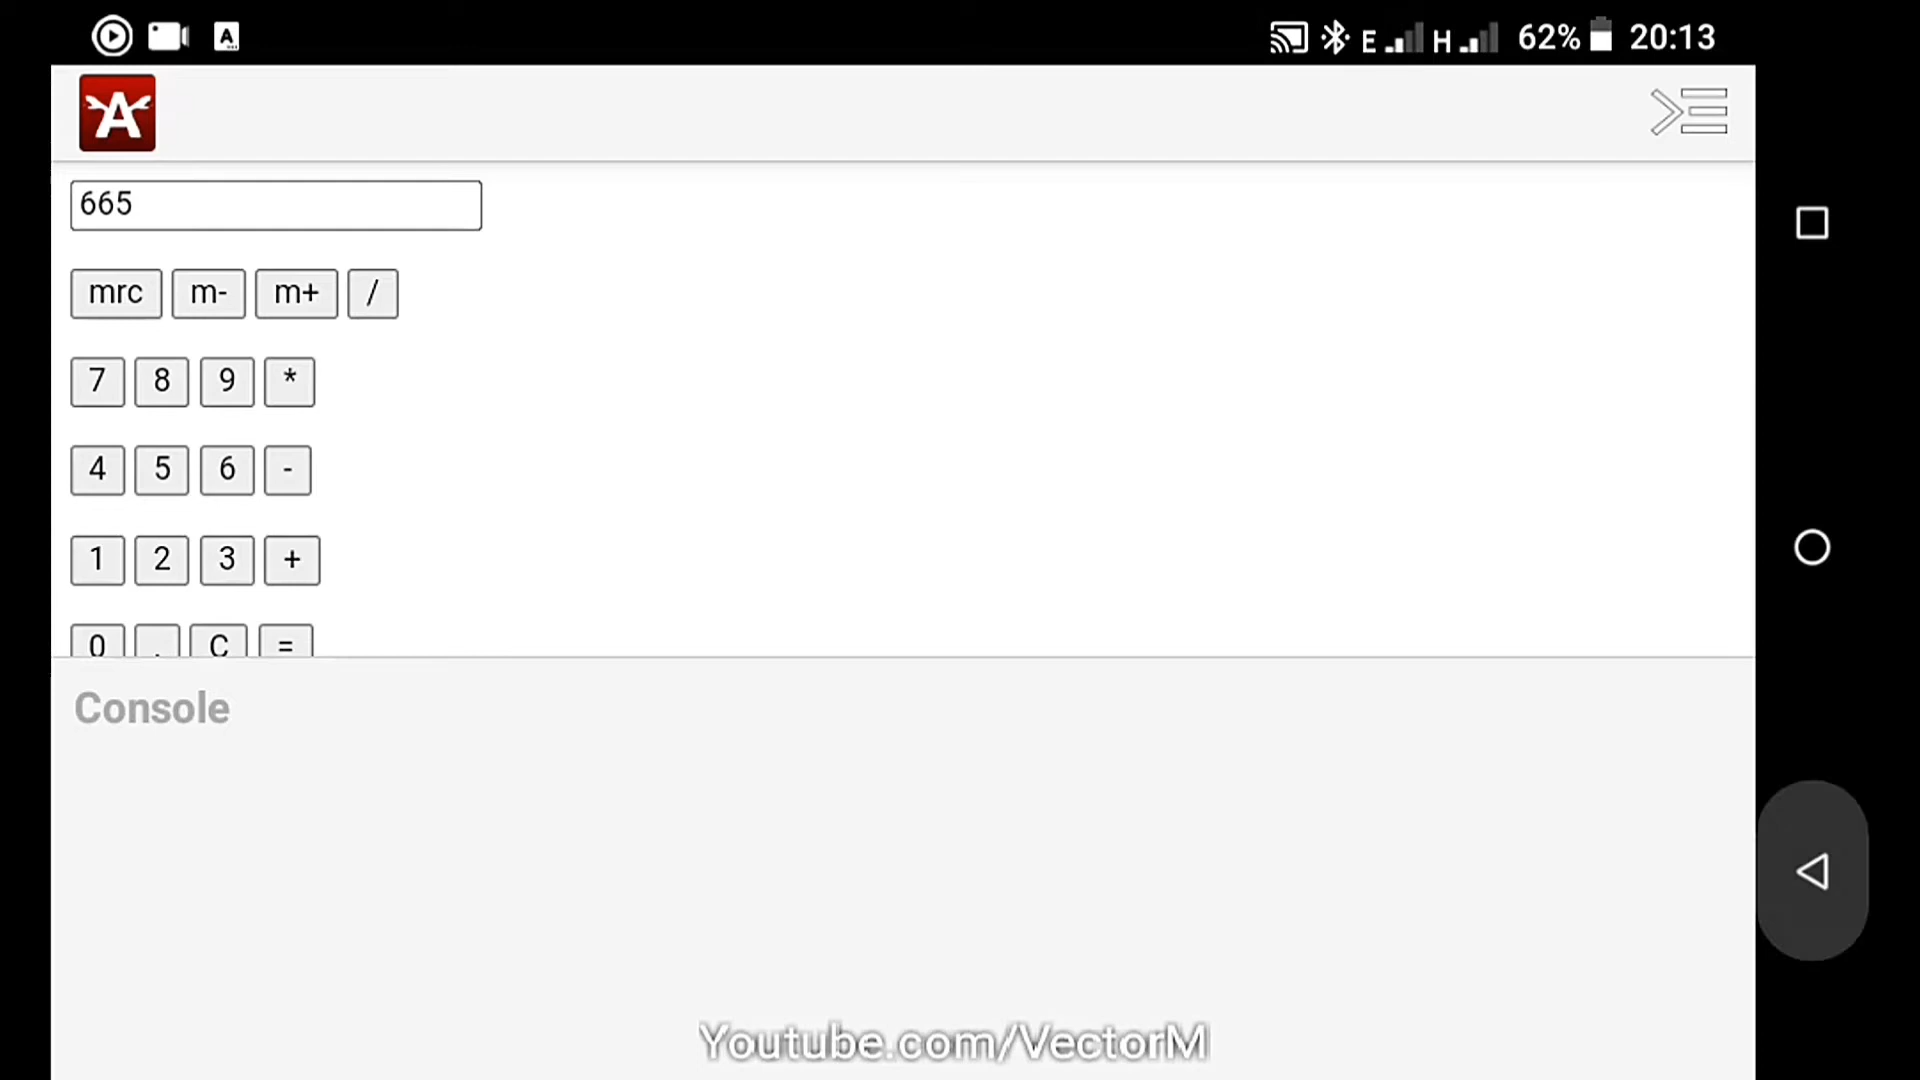 A E H 62% 20:13
A
665
mrc m- m+ /
7 8 9 *
4 5 6 -
1 2 3 +
0 . C =
Console
Youtube.com/VectorM